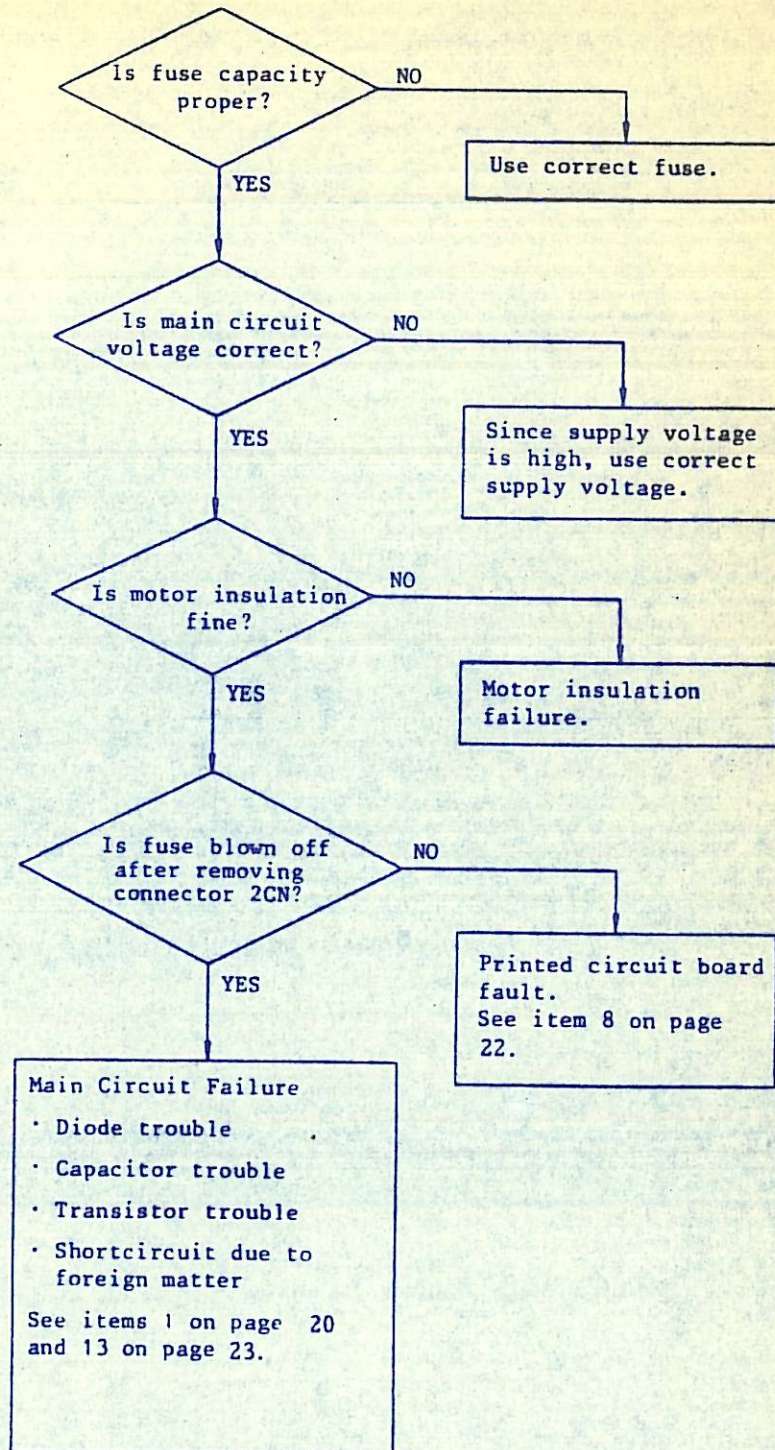 Is fuse capacity
proper?
NO
Use correct fuse.
YES
Is main circuit
voltage correct?
NO
Since supply voltage
is high, use correct
supply voltage.
YES
Is motor insulation
fine?
NO
Motor insulation
failure.
YES
Is fuse blown off
after removing
connector 2CN?
NO
Printed circuit board
fault.
See item 8 on page
22.
YES
Main Circuit Failure
· Diode trouble
· Capacitor trouble
· Transistor trouble
· Shortcircuit due to
foreign matter
See items 1 on page 20
and 13 on page 23.